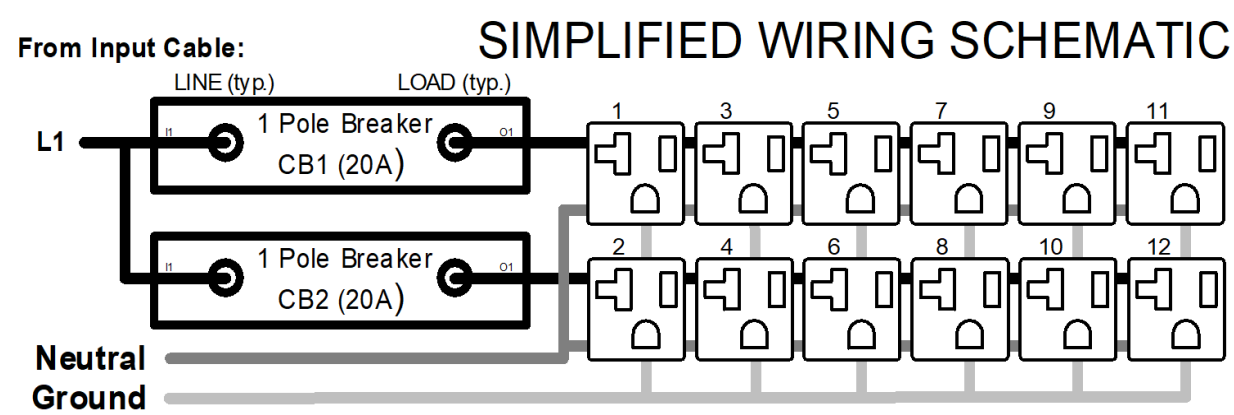 SIMPLIFIED WIRING SCHEMATIC
From Input Cable:
LINE (typ.) LOAD (typ.)
1 3 5 7 9 11
L1 I1 1 Pole Breaker O1
CB1 (20A)
2 4 6 8 10 12
I1 1 Pole Breaker O1
CB2 (20A)
Neutral
Ground